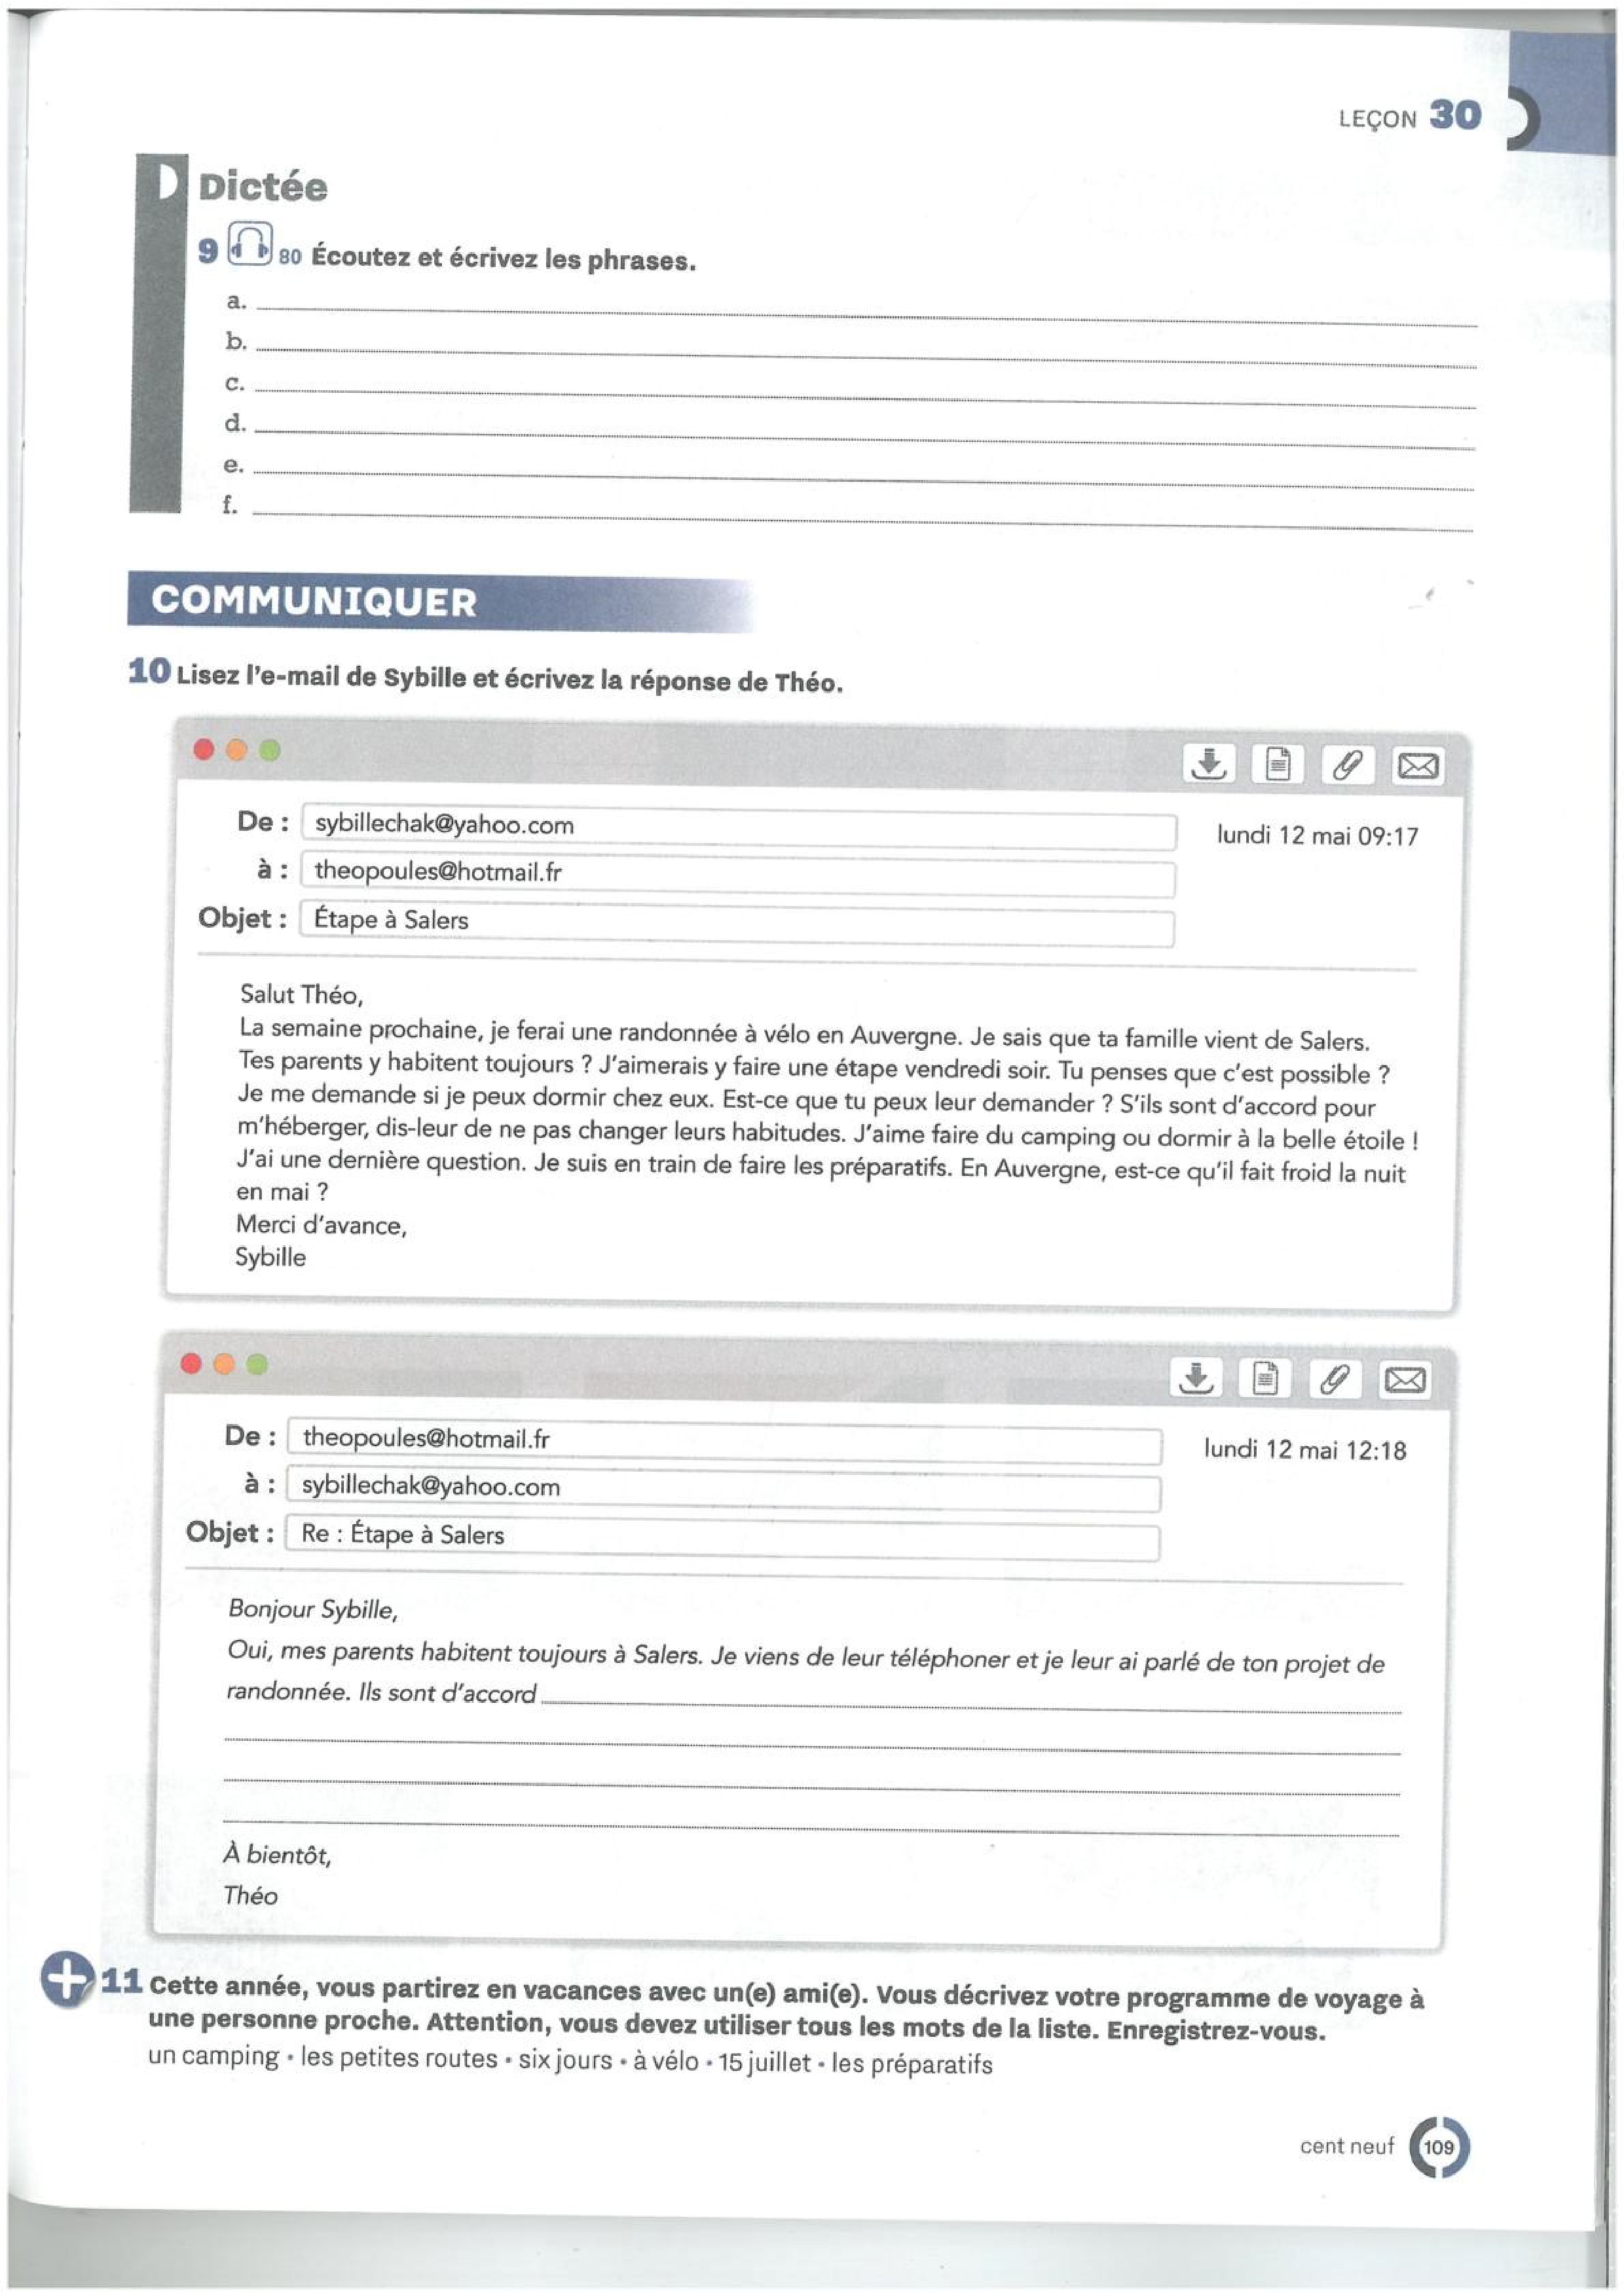 LEÇON 30
Dictée
9 80 Écoutez et écrivez les phrases.
a.
b.
c.
d.
e.
f.
COMMUNIQUER
10 Lisez l'e-mail de Sybille et écrivez la réponse de Théo.
De : sybillechak@yahoo.com lundi 12 mai 09:17
à : theopoules@hotmail.fr
Objet : Étape à Salers
Salut Théo,
La semaine prochaine, je ferai une randonnée à vélo en Auvergne. Je sais que ta famille vient de Salers.
Tes parents y habitent toujours ? J'aimerais y faire une étape vendredi soir. Tu penses que c'est possible ?
Je me demande si je peux dormir chez eux. Est-ce que tu peux leur demander ? S'ils sont d'accord pour
m'héberger, dis-leur de ne pas changer leurs habitudes. J'aime faire du camping ou dormir à la belle étoile !
J'ai une dernière question. Je suis en train de faire les préparatifs. En Auvergne, est-ce qu'il fait froid la nuit
en mai ?
Merci d'avance,
Sybille
De : theopoules@hotmail.fr lundi 12 mai 12:18
à : sybillechak@yahoo.com
Objet : Re : Étape à Salers
Bonjour Sybille,
Oui, mes parents habitent toujours à Salers. Je viens de leur téléphoner et je leur ai parlé de ton projet de
randonnée. Ils sont d'accord
À bientôt,
Théo
+ 11 Cette année, vous partirez en vacances avec un(e) ami(e). Vous décrivez votre programme de voyage à
une personne proche. Attention, vous devez utiliser tous les mots de la liste. Enregistrez-vous.
un camping • les petites routes • six jours • à vélo • 15 juillet • les préparatifs
cent neuf 109